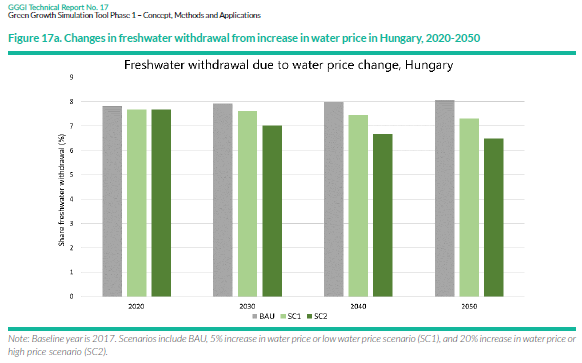 GGGI Technical Report No. 17
Green Growth Simulation Tool Phase 1 – Concept, Methods and Applications
Figure 17a. Changes in freshwater withdrawal from increase in water price in Hungary, 2020-2050
Freshwater withdrawal due to water price change, Hungary
9
8
7
6
5
4
3
2
1
0
Share freshwater withdrawal (%)
2020 2030 2040 2050
BAU SC1 SC2
Note: Baseline year is 2017. Scenarios include BAU, 5% increase in water price or low water price scenario (SC1), and 20% increase in water price or
high price scenario (SC2).